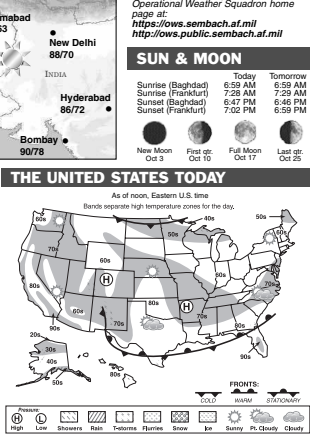 Operational Weather Squadron home
page at:
https://ows.sembach.af.mil
http://ows.public.sembach.af.mil
mabad
63
New Delhi
88/70
INDIA
Hyderabad
86/72
Bombay
90/78
SUN & MOON
Today Tomorrow
Sunrise (Baghdad) 6:59 AM 6:59 AM
Sunrise (Frankfurt) 7:28 AM 7:29 AM
Sunset (Baghdad) 6:47 PM 6:46 PM
Sunset (Frankfurt) 7:02 PM 6:59 PM
New Moon First qtr. Full Moon Last qtr.
Oct 3 Oct 10 Oct 17 Oct 25
THE UNITED STATES TODAY
As of noon, Eastern U.S. time
Bands separate high temperature zones for the day.
60s 40s 50s
50s 60s
70s
60s
60s
H
70s
80s
H
60s
80s
70s
70s
80s
90s
20s
30s
40s
50s
80s
90s
FRONTS:
COLD WARM STATIONARY
Pressure:
H L
High Low Showers Rain T-storms Flurries Snow Ice Sunny Pt. Cloudy Cloudy